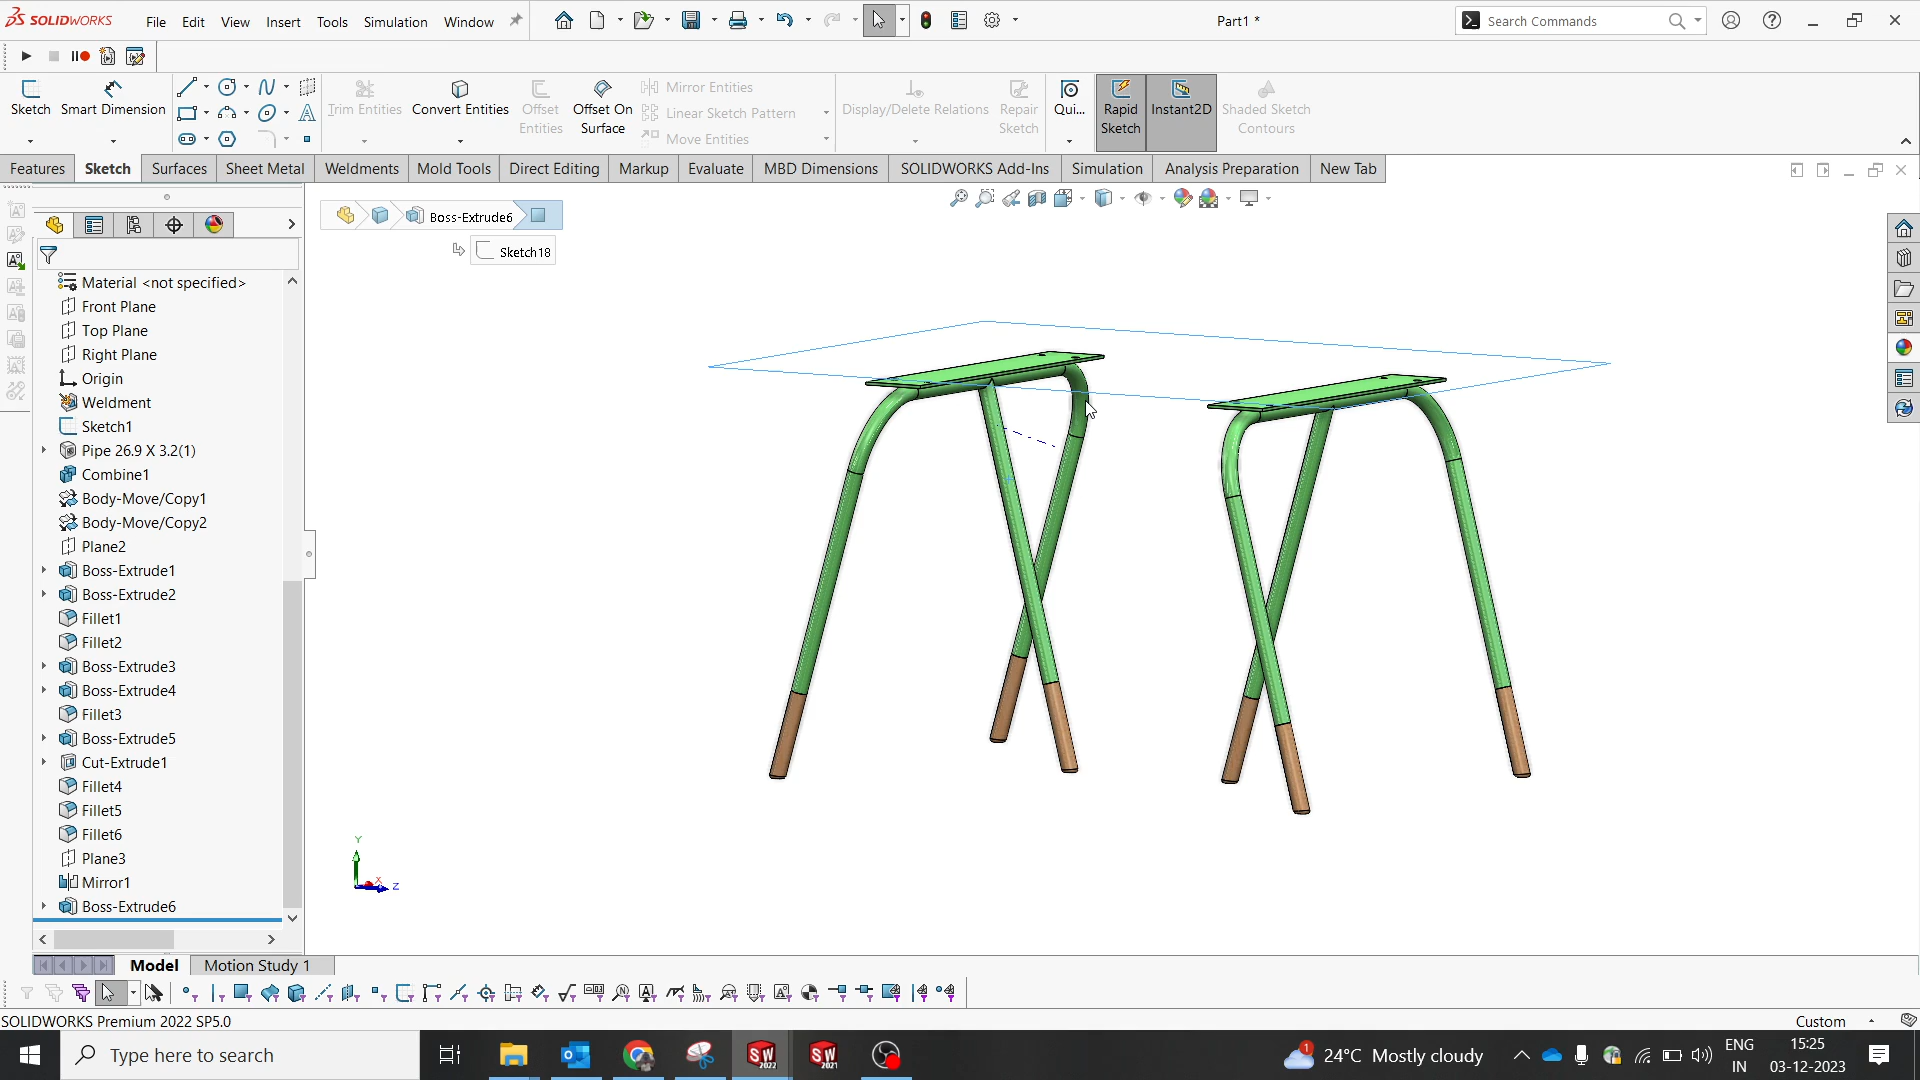 SOLIDWORKS
File Edit View Insert Tools Simulation Window
Part1 *
Search Commands
Sketch
Smart Dimension
Trim Entities
Convert Entities
Offset Entities
Offset On Surface
Mirror Entities
Linear Sketch Pattern
Move Entities
Display/Delete Relations
Repair Sketch
Qui...
Rapid Sketch
Instant2D
Shaded Sketch Contours
Features Sketch Surfaces Sheet Metal Weldments Mold Tools Direct Editing Markup Evaluate MBD Dimensions SOLIDWORKS Add-Ins Simulation Analysis Preparation New Tab
Boss-Extrude6
Sketch18
Material <not specified>
Front Plane
Top Plane
Right Plane
Origin
Weldment
Sketch1
Pipe 26.9 X 3.2(1)
Combine1
Body-Move/Copy1
Body-Move/Copy2
Plane2
Boss-Extrude1
Boss-Extrude2
Fillet1
Fillet2
Boss-Extrude3
Boss-Extrude4
Fillet3
Boss-Extrude5
Cut-Extrude1
Fillet4
Fillet5
Fillet6
Plane3
Mirror1
Boss-Extrude6
Y
X
Z
Model Motion Study 1
SOLIDWORKS Premium 2022 SP5.0
Custom
Type here to search
SW 2022
SW 2021
1
24°C Mostly cloudy
ENG
IN
15:25
03-12-2023